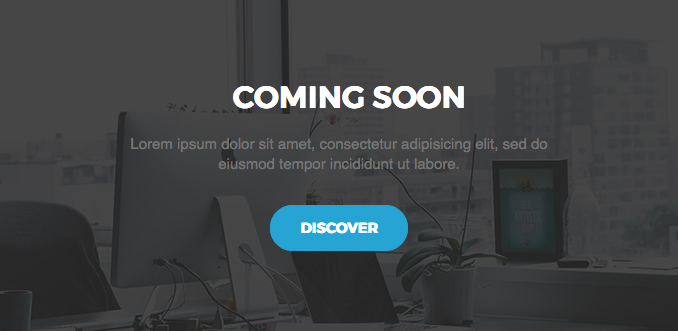 COMING SOON
Lorem ipsum dolor sit amet, consectetur adipisicing elit, sed do
eiusmod tempor incididunt ut labore.
DISCOVER